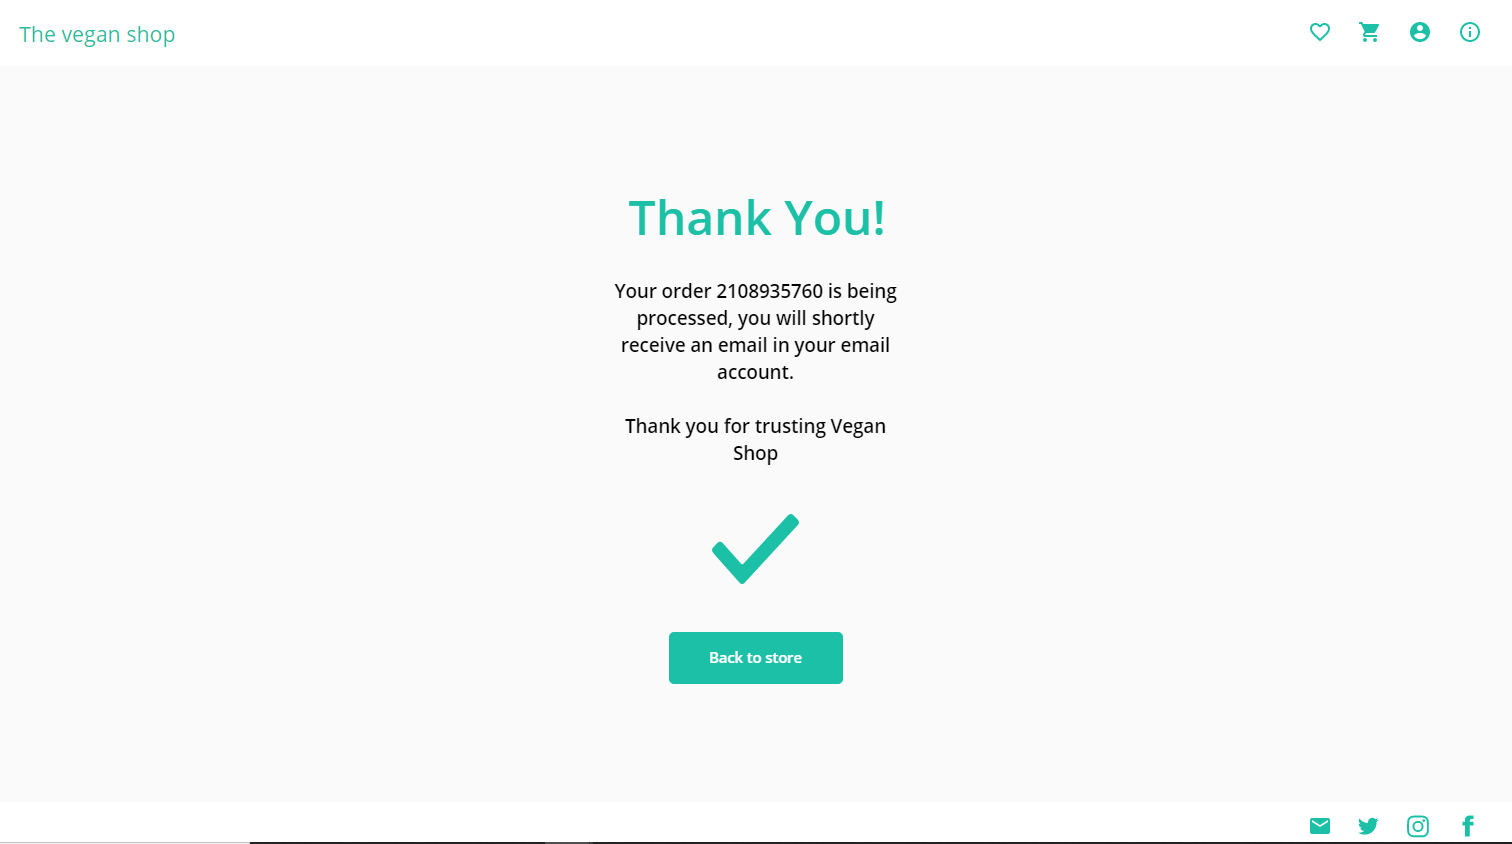 The vegan shop
Thank You!
Your order 2108935760 is being
processed, you will shortly
receive an email in your email
account.
Thank you for trusting Vegan
Shop
Back to store